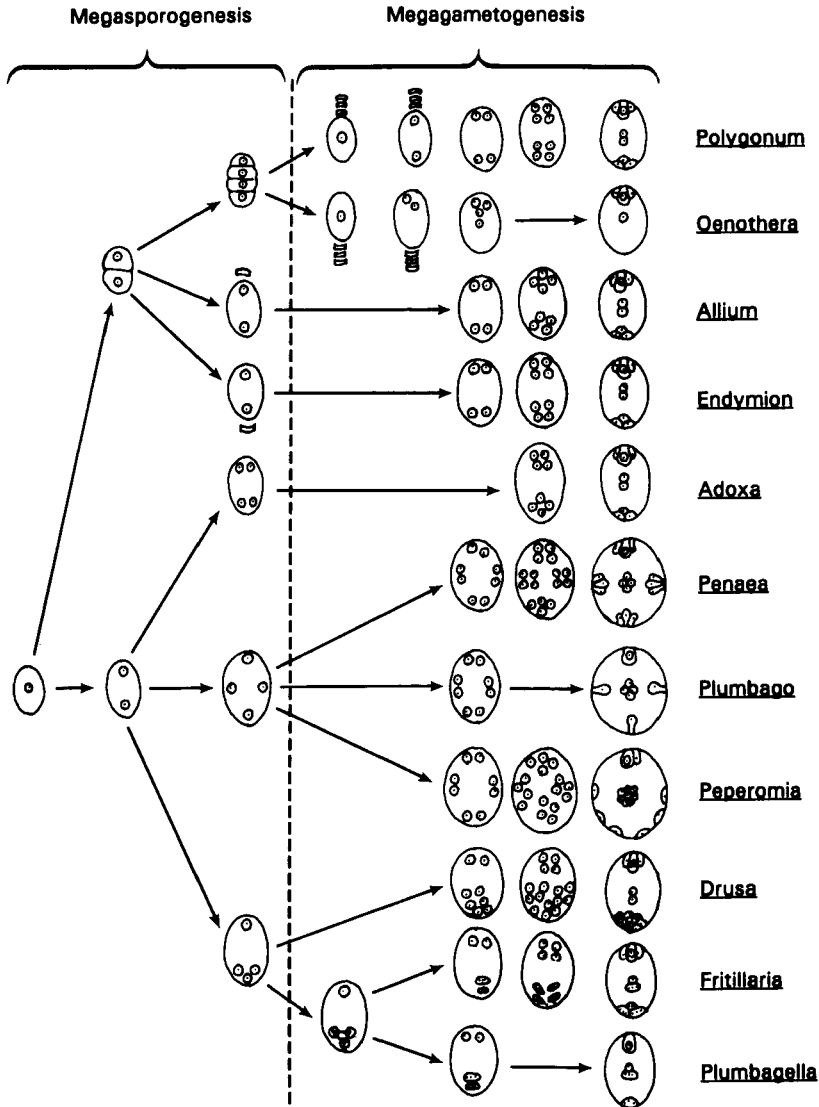 Megasporogenesis
Megagametogenesis
Polygonum
Oenothera
Allium
Endymion
Adoxa
Penaea
Plumbago
Peperomia
Drusa
Fritillaria
Plumbagella